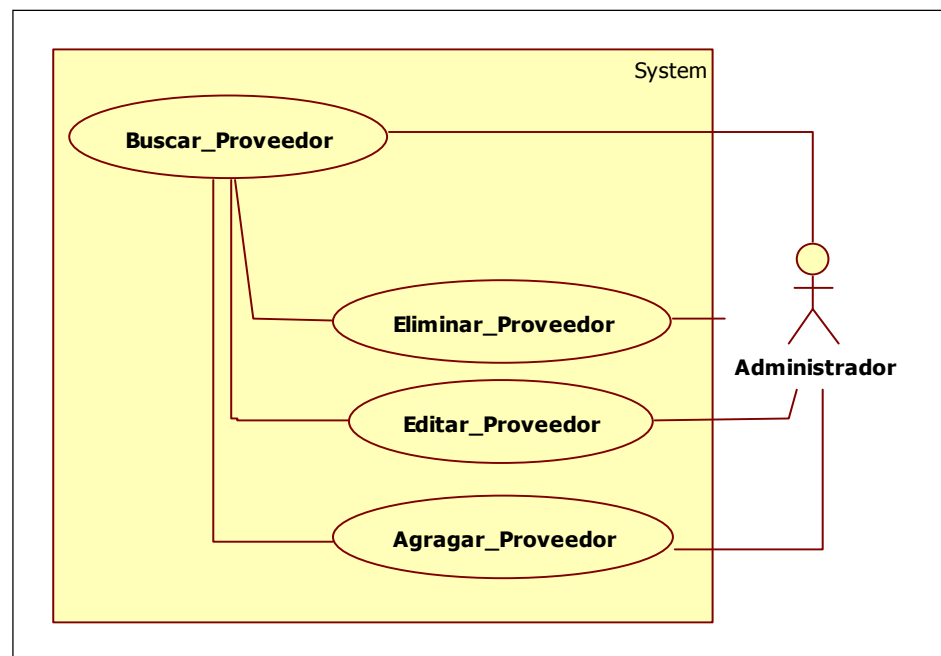 System
Buscar_Proveedor
Eliminar_Proveedor
Administrador
Editar_Proveedor
Agragar_Proveedor